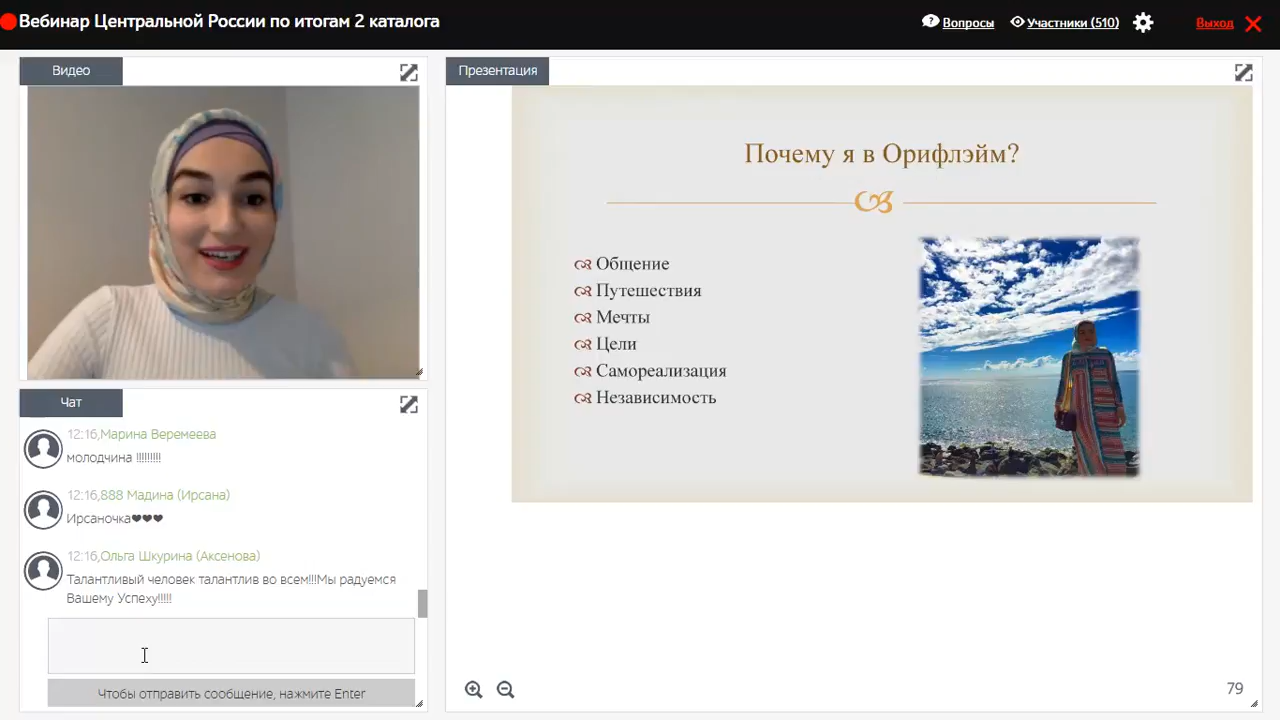 Вебинар Центральной России по итогам 2 каталога
Вопросы
Участники (510)
Выход
Видео
Презентация
Почему я в Орифлэйм?
Общение
Путешествия
Мечты
Цели
Самореализация
Независимость
Чат
12:16,Марина Веремеева
молодчина !!!!!!!!!
12:16,888 Мадина (Ирсана)
Ирсаночка❤❤❤
12:16,Ольга Шкурина (Аксенова)
Талантливый человек талантлив во всем!!!Мы радуемся
Вашему Успеху!!!!!
Чтобы отправить сообщение, нажмите Enter
79